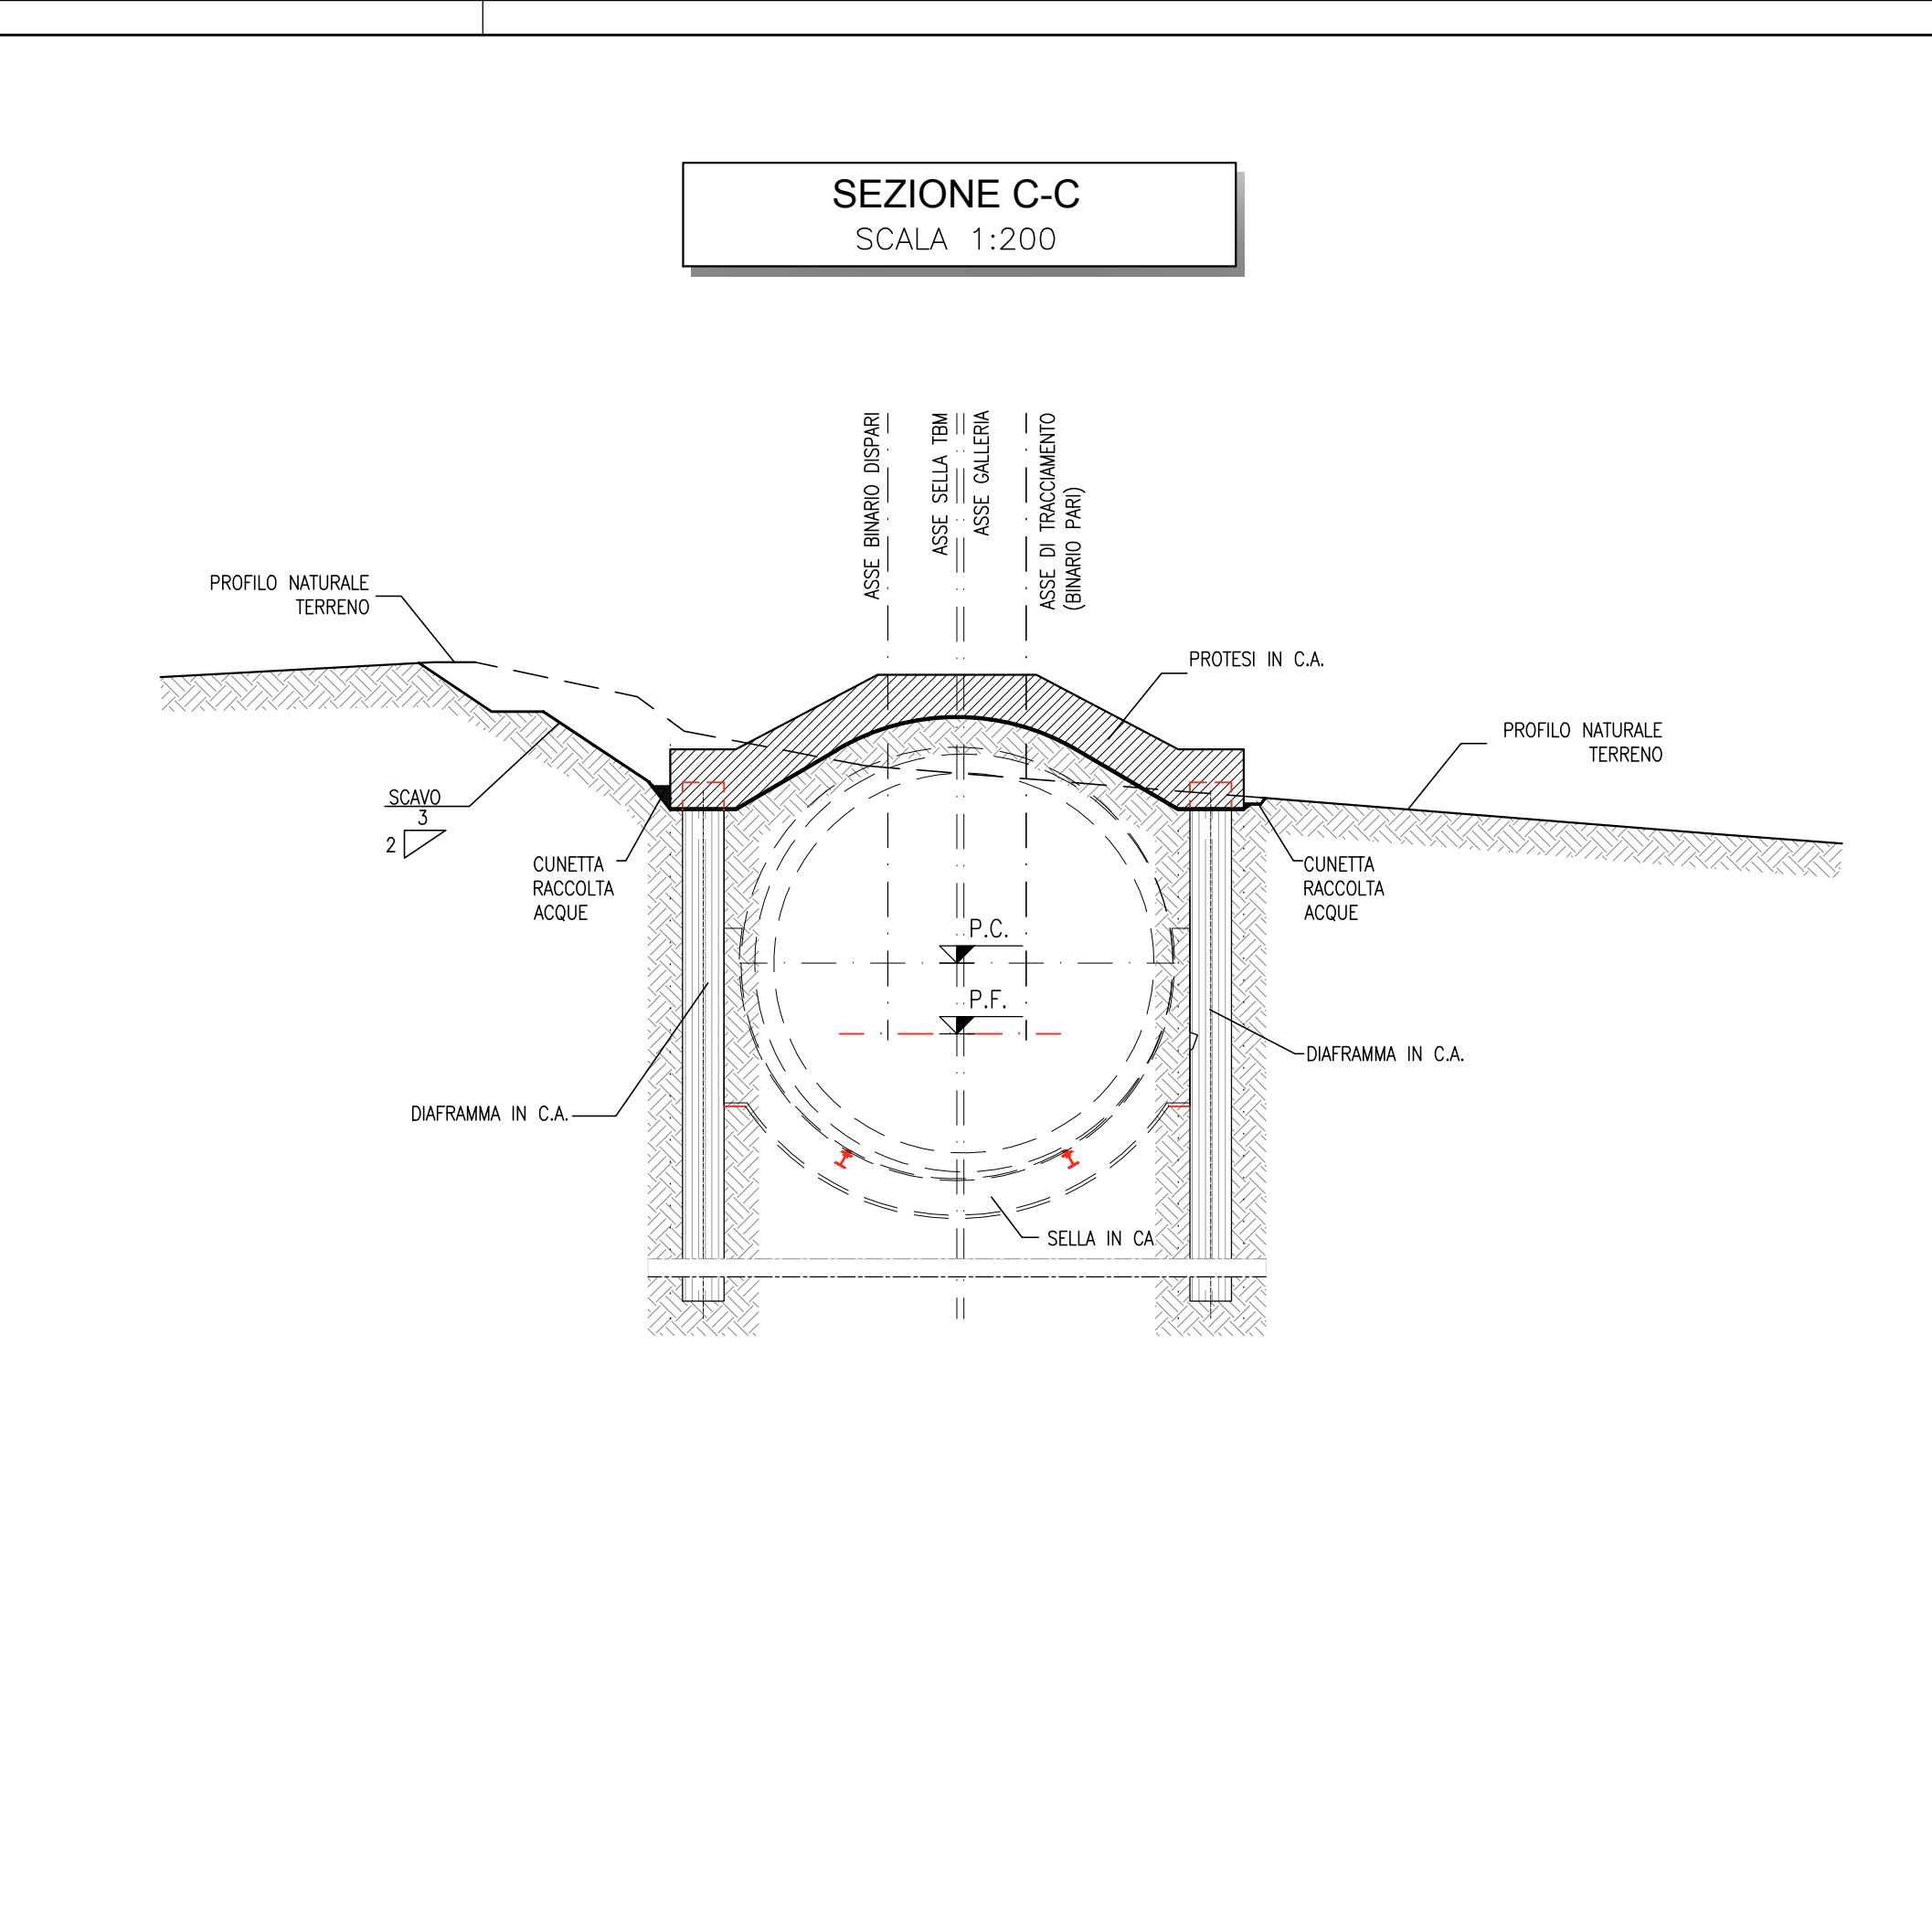 SEZIONE C-C
SCALA 1:200
ASSE BINARIO DISPARI
ASSE SELLA TBM
ASSE GALLERIA
ASSE DI TRACCIAMENTO
(BINARIO PARI)
PROFILO NATURALE
TERRENO
PROTESI IN C.A.
PROFILO NATURALE
TERRENO
SCAVO
3
2
CUNETTA
RACCOLTA
ACQUE
CUNETTA
RACCOLTA
ACQUE
P.C.
P.F.
DIAFRAMMA IN C.A.
DIAFRAMMA IN C.A.
SELLA IN CA